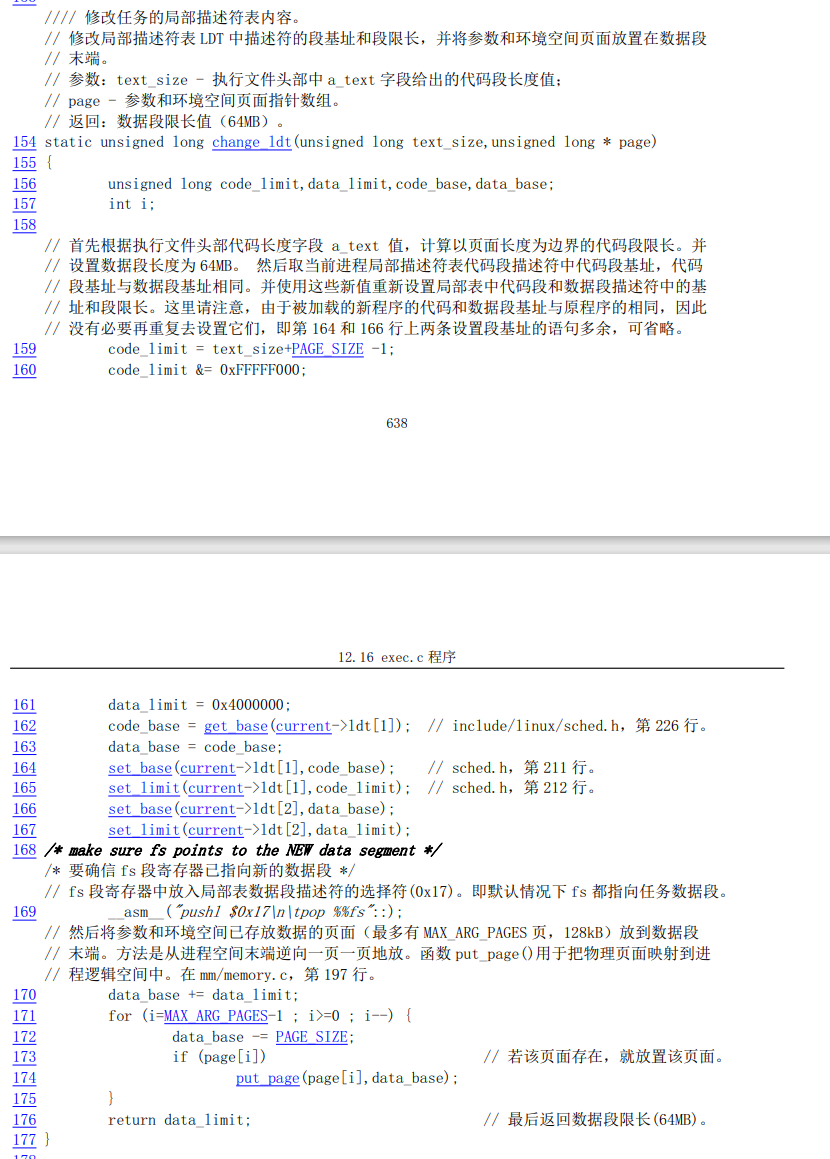 //// 修改任务的局部描述符表内容。
// 修改局部描述符表 LDT 中描述符的段基址和段限长，并将参数和环境空间页面放置在数据段
// 末端。
// 参数：text_size - 执行文件头部中 a_text 字段给出的代码段长度值；
// page - 参数和环境空间页面指针数组。
// 返回：数据段限长值（64MB）。
154 static unsigned long change_ldt(unsigned long text_size,unsigned long * page)
155 {
156 unsigned long code_limit,data_limit,code_base,data_base;
157 int i;
158
// 首先根据执行文件头部代码长度字段 a_text 值，计算以页面长度为边界的代码段限长。并
// 设置数据段长度为 64MB。 然后取当前进程局部描述符表代码段描述符中代码段基址，代码
// 段基址与数据段基址相同。并使用这些新值重新设置局部表中代码段和数据段描述符中的基
// 址和段限长。这里请注意，由于被加载的新程序的代码和数据段基址与原程序的相同，因此
// 没有必要再重复去设置它们，即第 164 和 166 行上两条设置段基址的语句多余，可省略。
159 code_limit = text_size+PAGE_SIZE -1;
160 code_limit &= 0xFFFFF000;
638
12.16 exec.c 程序
161 data_limit = 0x4000000;
162 code_base = get_base(current->ldt[1]); // include/linux/sched.h，第 226 行。
163 data_base = code_base;
164 set_base(current->ldt[1],code_base); // sched.h，第 211 行。
165 set_limit(current->ldt[1],code_limit); // sched.h，第 212 行。
166 set_base(current->ldt[2],data_base);
167 set_limit(current->ldt[2],data_limit);
168 /* make sure fs points to the NEW data segment */
/* 要确信 fs 段寄存器已指向新的数据段 */
// fs 段寄存器中放入局部表数据段描述符的选择符(0x17)。即默认情况下 fs 都指向任务数据段。
169 __asm__("pushl $0x17\n\tpop %%fs"::);
// 然后将参数和环境空间已存放数据的页面（最多有 MAX_ARG_PAGES 页，128kB）放到数据段
// 末端。方法是从进程空间末端逆向一页一页地放。函数 put_page()用于把物理页面映射到进
// 程逻辑空间中。在 mm/memory.c，第 197 行。
170 data_base += data_limit;
171 for (i=MAX_ARG_PAGES-1 ; i>=0 ; i--) {
172 data_base -= PAGE_SIZE;
173 if (page[i]) // 若该页面存在，就放置该页面。
174 put_page(page[i],data_base);
175 }
176 return data_limit; // 最后返回数据段限长(64MB)。
177 }